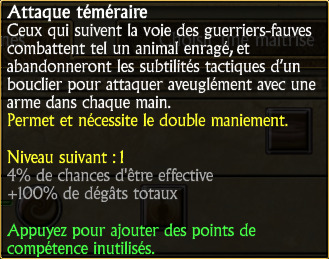 Attaque téméraire
Ceux qui suivent la voie des guerriers-fauves
combattent tel un animal enragé, et
abandonneront les subtilités tactiques d'un
bouclier pour attaquer aveuglément avec une
arme dans chaque main.
Permet et nécessite le double maniement.
Niveau suivant : 1
4% de chances d'être effective
+100% de dégâts totaux
Appuyez pour ajouter des points de
compétence inutilisés.